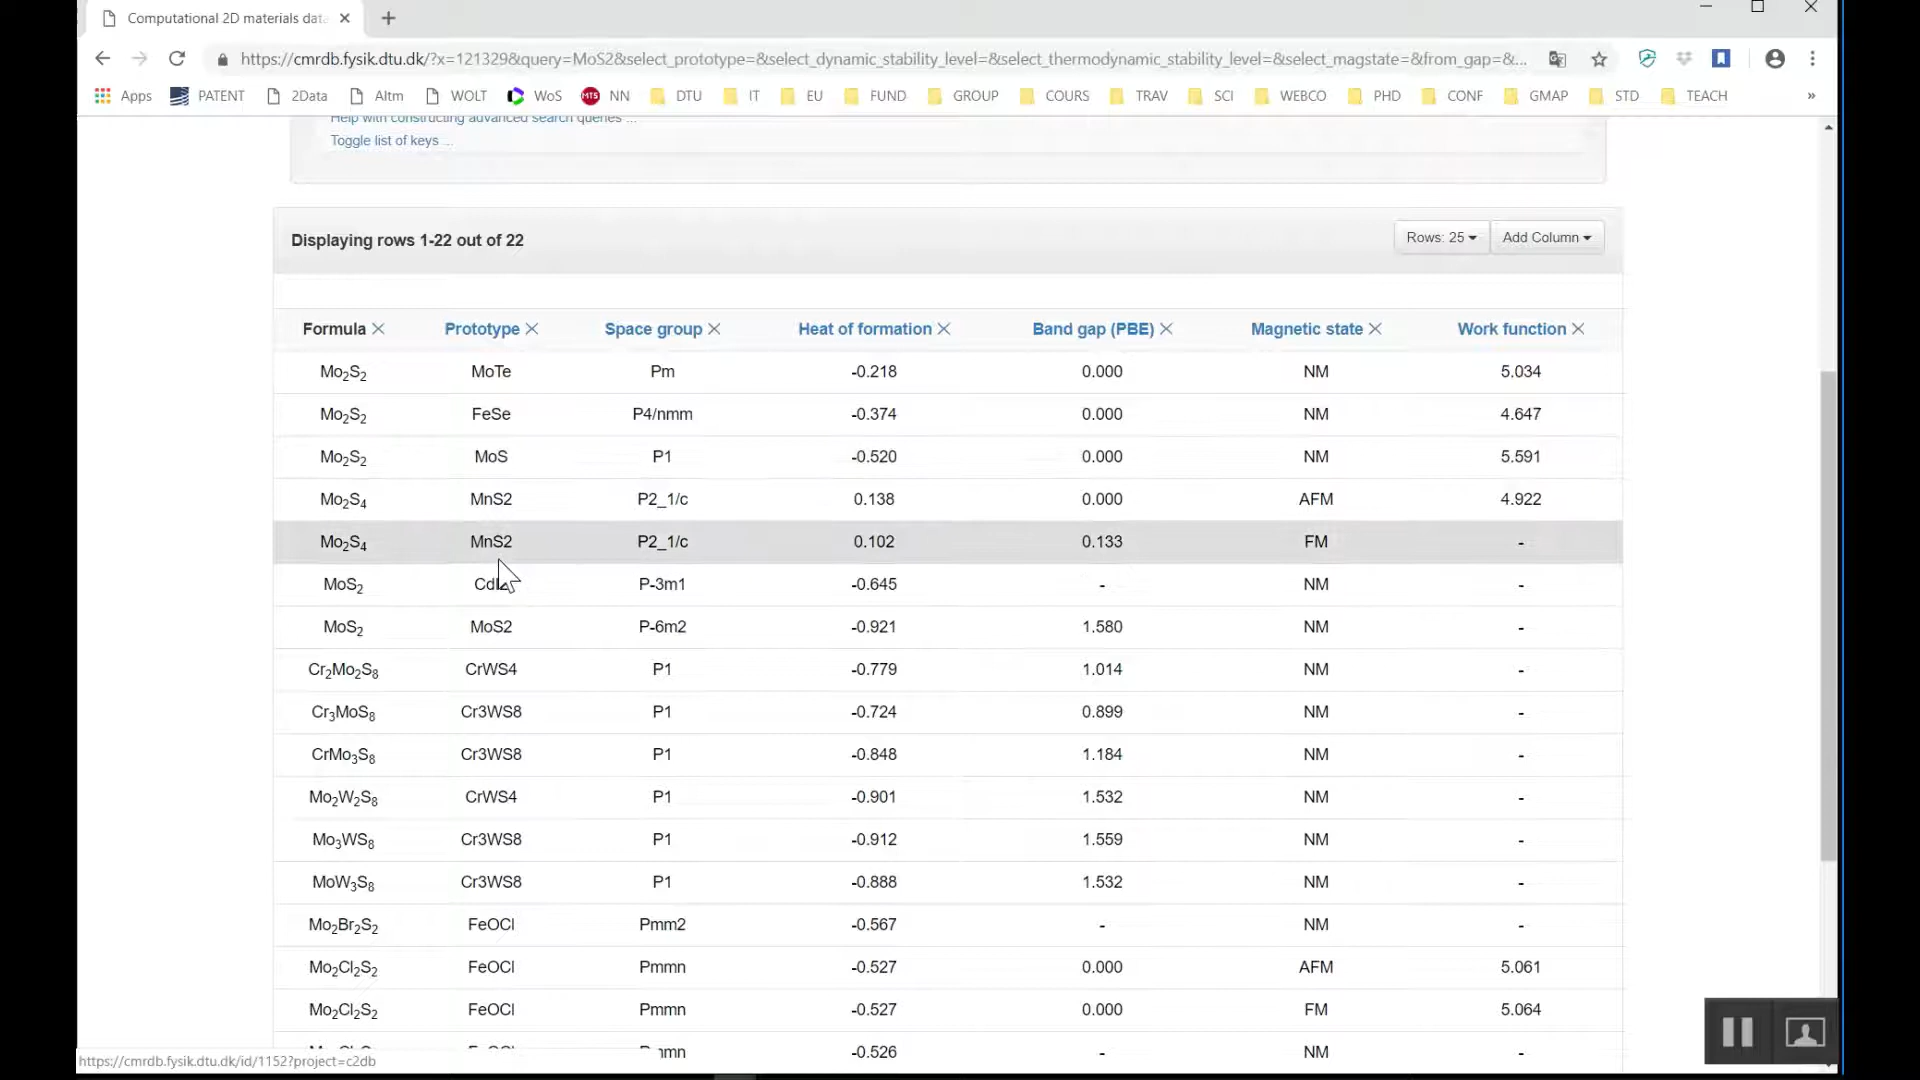 Computational 2D materials dat
https://cmrdb.fysik.dtu.dk/?x=121329&query=MoS2&select_prototype=&select_dynamic_stability_level=&select_thermodynamic_stability_level=&select_magstate=&from_gap=&...
Apps PATENT 2Data Altm WOLT WoS MTS NN DTU IT EU FUND GROUP COURS TRAV SCI WEBCO PHD CONF GMAP STD TEACH »
Help with constructing advanced search queries ...
Toggle list of keys ...
Displaying rows 1-22 out of 22 Rows: 25 Add Column
Formula Prototype Space group Heat of formation Band gap (PBE) Magnetic state Work function
Mo₂S₂ MoTe Pm -0.218 0.000 NM 5.034
Mo₂S₂ FeSe P4/nmm -0.374 0.000 NM 4.647
Mo₂S₂ MoS P1 -0.520 0.000 NM 5.591
Mo₂S₄ MnS2 P2_1/c 0.138 0.000 AFM 4.922
Mo₂S₄ MnS2 P2_1/c 0.102 0.133 FM -
MoS₂ P-3m1 -0.645 - NM -
MoS₂ MoS2 P-6m2 -0.921 1.580 NM -
Cr₂Mo₂S₈ CrWS4 P1 -0.779 1.014 NM -
Cr₃MoS₈ Cr3WS8 P1 -0.724 0.899 NM -
CrMo₃S₈ Cr3WS8 P1 -0.848 1.184 NM -
Mo₂W₂S₈ CrWS4 P1 -0.901 1.532 NM -
Mo₃WS₈ Cr3WS8 P1 -0.912 1.559 NM -
MoW₃S₈ Cr3WS8 P1 -0.888 1.532 NM -
Mo₂Br₂S₂ FeOCl Pmm2 -0.567 - NM -
Mo₂Cl₂S₂ FeOCl Pmmn -0.527 0.000 AFM 5.061
Mo₂Cl₂S₂ FeOCl Pmmn -0.527 0.000 FM 5.064
-0.526 - NM -
https://cmrdb.fysik.dtu.dk/id/1152?project=c2db